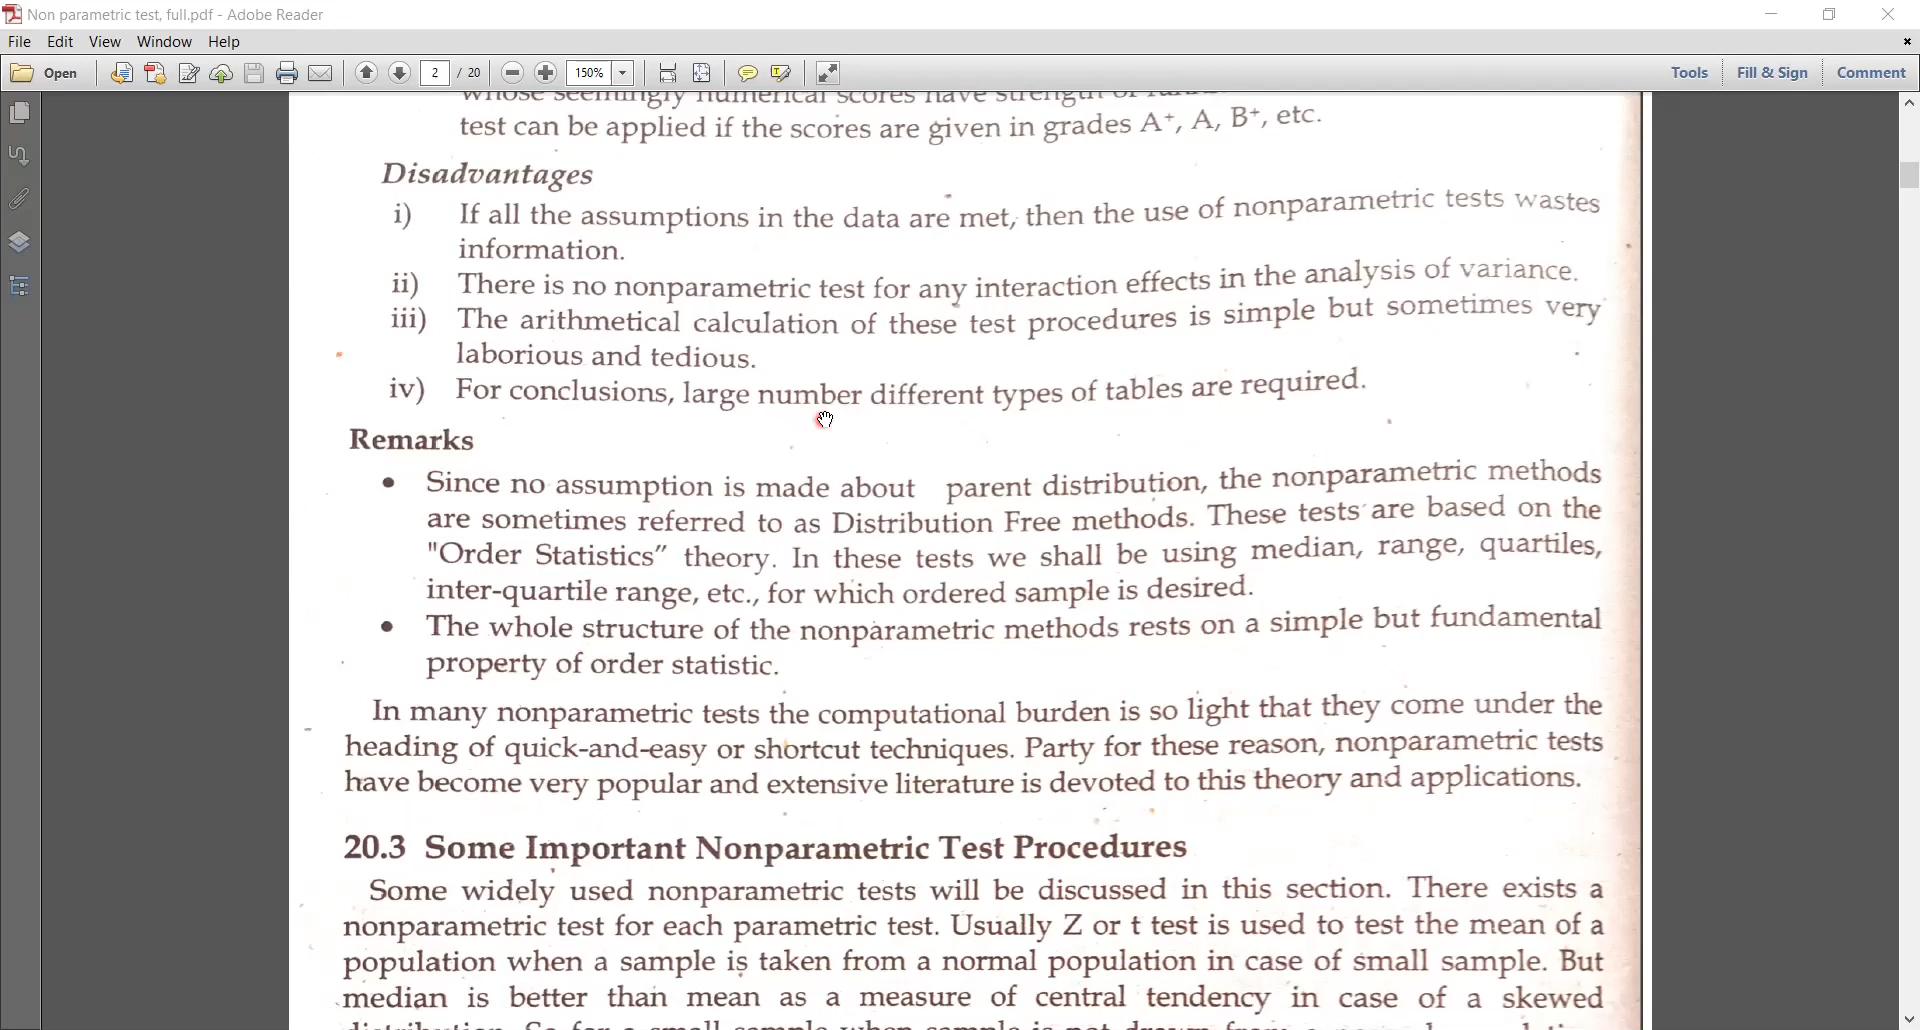 Non parametric test, full.pdf - Adobe Reader
File Edit View Window Help
Open 2 / 20 150% Tools Fill & Sign Comment
whose seemingly numerical scores have strength of
test can be applied if the scores are given in grades A+, A, B+, etc.
Disadvantages
i) If all the assumptions in the data are met, then the use of nonparametric tests wastes
information.
ii) There is no nonparametric test for any interaction effects in the analysis of variance.
iii) The arithmetical calculation of these test procedures is simple but sometimes very
laborious and tedious.
iv) For conclusions, large number different types of tables are required.
Remarks
• Since no assumption is made about parent distribution, the nonparametric methods
are sometimes referred to as Distribution Free methods. These tests are based on the
"Order Statistics" theory. In these tests we shall be using median, range, quartiles,
inter-quartile range, etc., for which ordered sample is desired.
• The whole structure of the nonparametric methods rests on a simple but fundamental
property of order statistic.
In many nonparametric tests the computational burden is so light that they come under the
heading of quick-and-easy or shortcut techniques. Party for these reason, nonparametric tests
have become very popular and extensive literature is devoted to this theory and applications.
20.3 Some Important Nonparametric Test Procedures
Some widely used nonparametric tests will be discussed in this section. There exists a
nonparametric test for each parametric test. Usually Z or t test is used to test the mean of a
population when a sample is taken from a normal population in case of small sample. But
median is better than mean as a measure of central tendency in case of a skewed